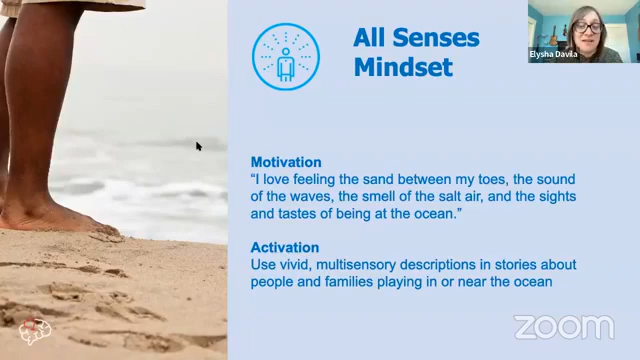 All Senses
Mindset
Elysha Davila
Motivation
“I love feeling the sand between my toes, the sound
of the waves, the smell of the salt air, and the sights
and tastes of being at the ocean.”
Activation
Use vivid, multisensory descriptions in stories about
people and families playing in or near the ocean
zoom